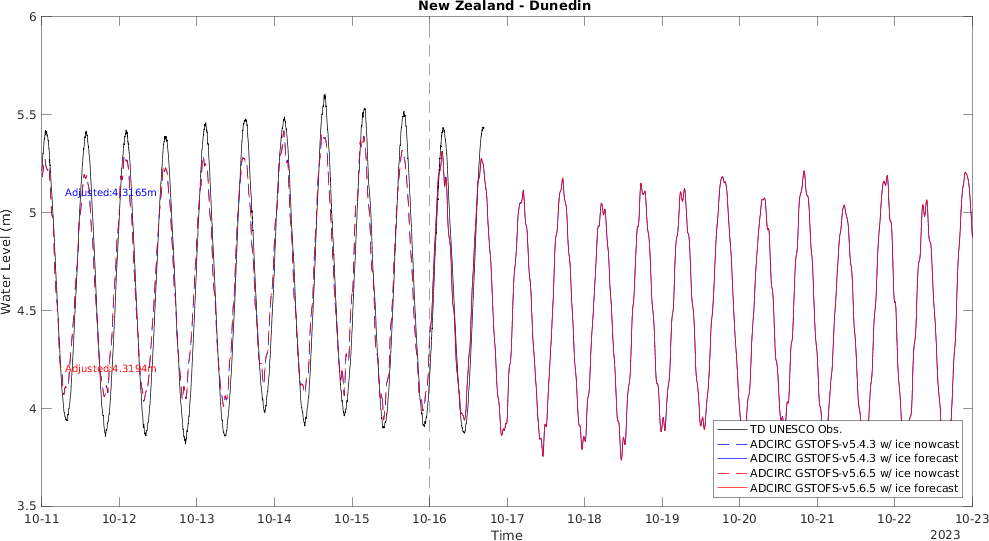 New Zealand - Dunedin
6
5.5
5
4.5
4
3.5
Water Level (m)
Adjusted:4.3165m
Adjusted:4.3194m
TD UNESCO Obs.
ADCIRC GSTOFS-v5.4.3 w/ ice nowcast
ADCIRC GSTOFS-v5.4.3 w/ ice forecast
ADCIRC GSTOFS-v5.6.5 w/ ice nowcast
ADCIRC GSTOFS-v5.6.5 w/ ice forecast
10-11 10-12 10-13 10-14 10-15 10-16 10-17 10-18 10-19 10-20 10-21 10-22 10-23
Time
2023